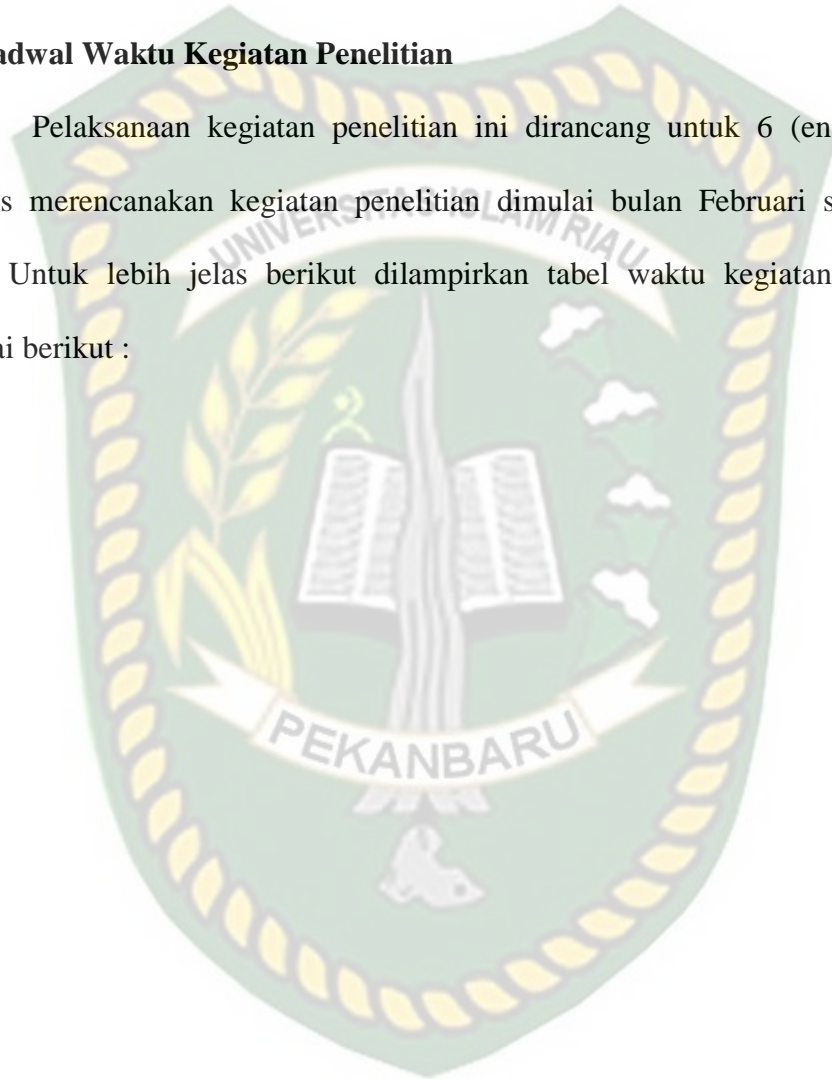 adwal Waktu Kegiatan Penelitian
Pelaksanaan kegiatan penelitian ini dirancang untuk 6 (en
s merencanakan kegiatan penelitian dimulai bulan Februari s
UNIVERSITAS ISLAM RIAU
Untuk lebih jelas berikut dilampirkan tabel waktu kegiatan
ai berikut :
PEKANBARU